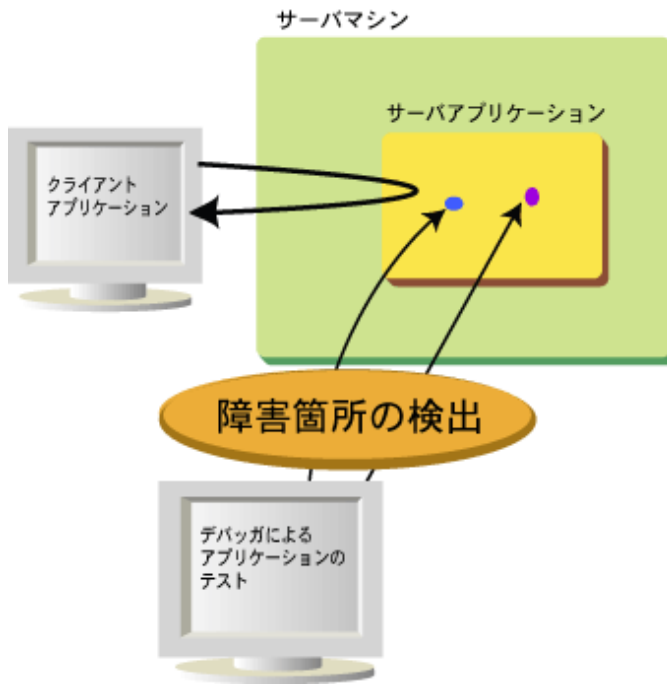 サーバマシン
サーバアプリケーション
クライアント
アプリケーション
障害箇所の検出
デバッガによる
アプリケーションの
テスト